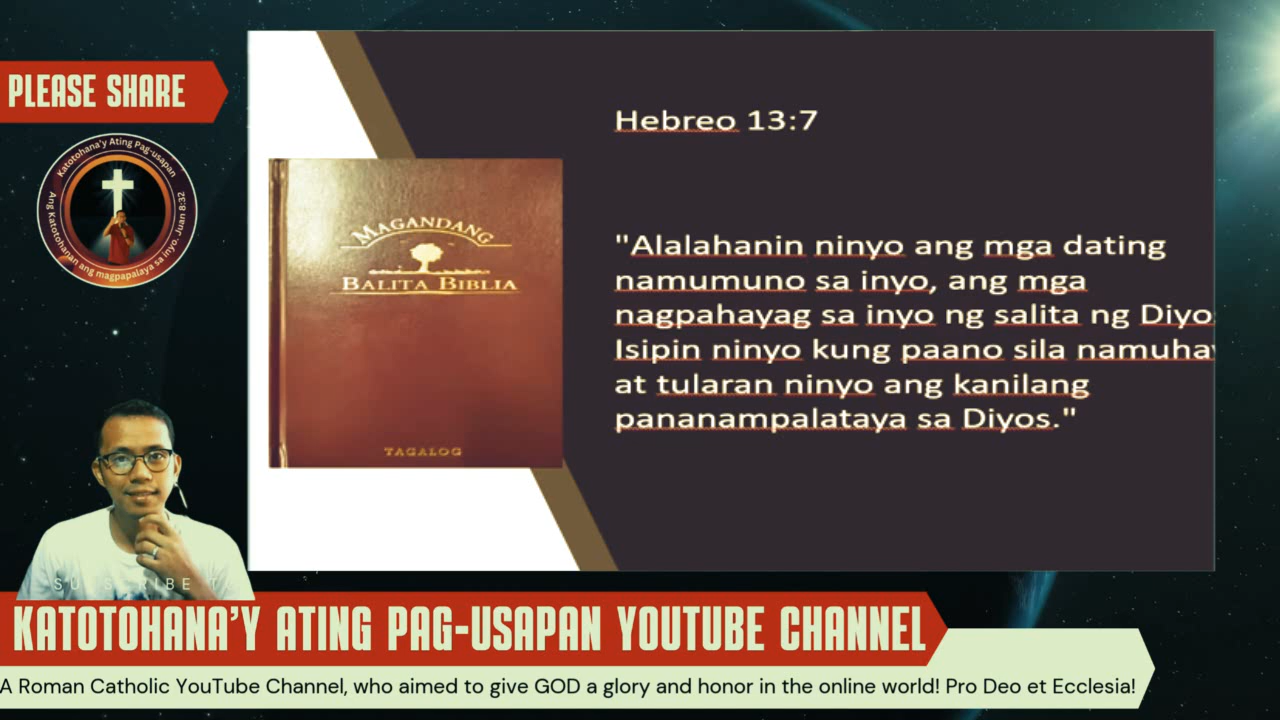 PLEASE SHARE
Katotohana'y Ating Pag-usapan
Ang Katotohanan ang magpapalaya sa inyo. Juan 8:32
Hebreo 13:7
MAGANDANG
BALITA BIBLIA
TAGALOG
"Alalahanin ninyo ang mga dating
namumuno sa inyo, ang mga
nagpahayag sa inyo ng salita ng Diyo
Isipin ninyo kung paano sila namuha
at tularan ninyo ang kanilang
pananampalataya sa Diyos."
KATOTOHANA'Y ATING PAG-USAPAN YOUTUBE CHANNEL
A Roman Catholic YouTube Channel, who aimed to give GOD a glory and honor in the online world! Pro Deo et Ecclesia!